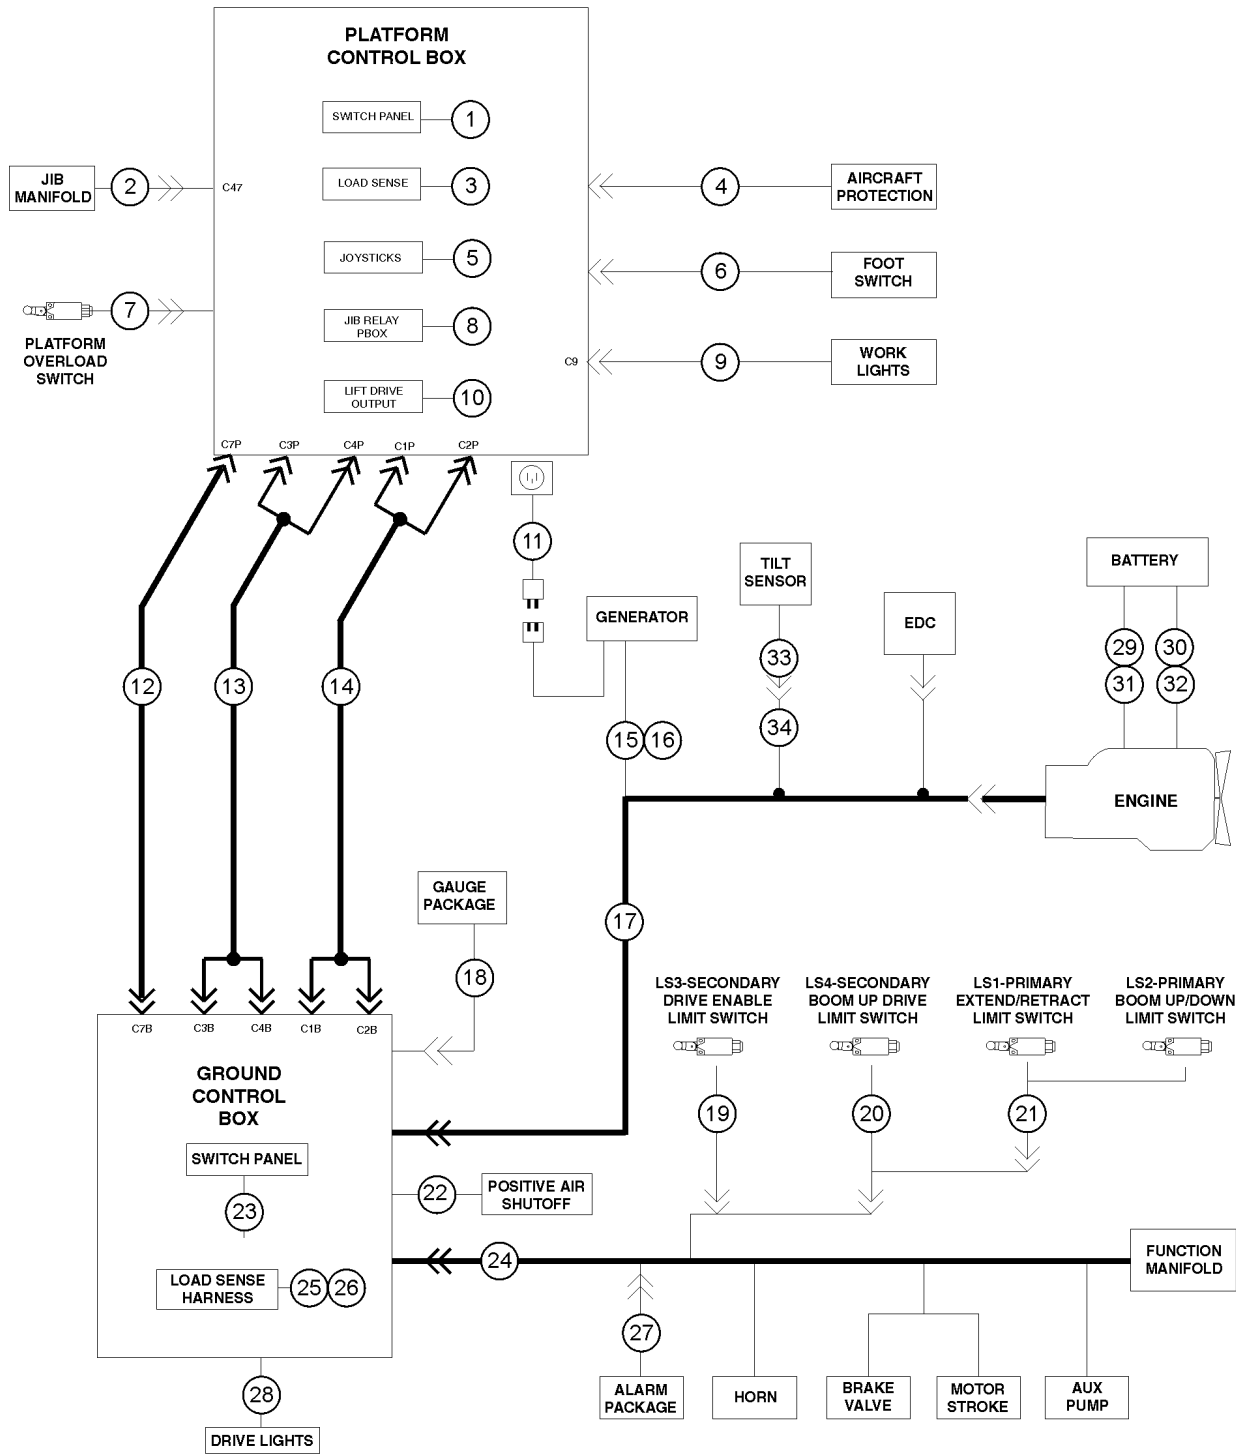 PLATFORM
CONTROL BOX
SWITCH PANEL
1
JIB
MANIFOLD
2
C47
LOAD SENSE
3
4
AIRCRAFT
PROTECTION
JOYSTICKS
5
6
FOOT
SWITCH
7
PLATFORM
OVERLOAD
SWITCH
JIB RELAY
PBOX
8
C9
9
WORK
LIGHTS
LIFT DRIVE
OUTPUT
10
C7P
C3P
C4P
C1P
C2P
11
GENERATOR
TILT
SENSOR
EDC
BATTERY
29
30
31
32
33
34
12
13
14
15
16
ENGINE
GAUGE
PACKAGE
18
17
LS3-SECONDARY
DRIVE ENABLE
LIMIT SWITCH
LS4-SECONDARY
BOOM UP DRIVE
LIMIT SWITCH
LS1-PRIMARY
EXTEND/RETRACT
LIMIT SWITCH
LS2-PRIMARY
BOOM UP/DOWN
LIMIT SWITCH
C7B
C3B
C4B
C1B
C2B
GROUND
CONTROL
BOX
19
20
21
SWITCH PANEL
23
22
POSITIVE AIR
SHUTOFF
24
FUNCTION
MANIFOLD
LOAD SENSE
HARNESS
25
26
27
28
ALARM
PACKAGE
HORN
BRAKE
VALVE
MOTOR
STROKE
AUX
PUMP
DRIVE LIGHTS